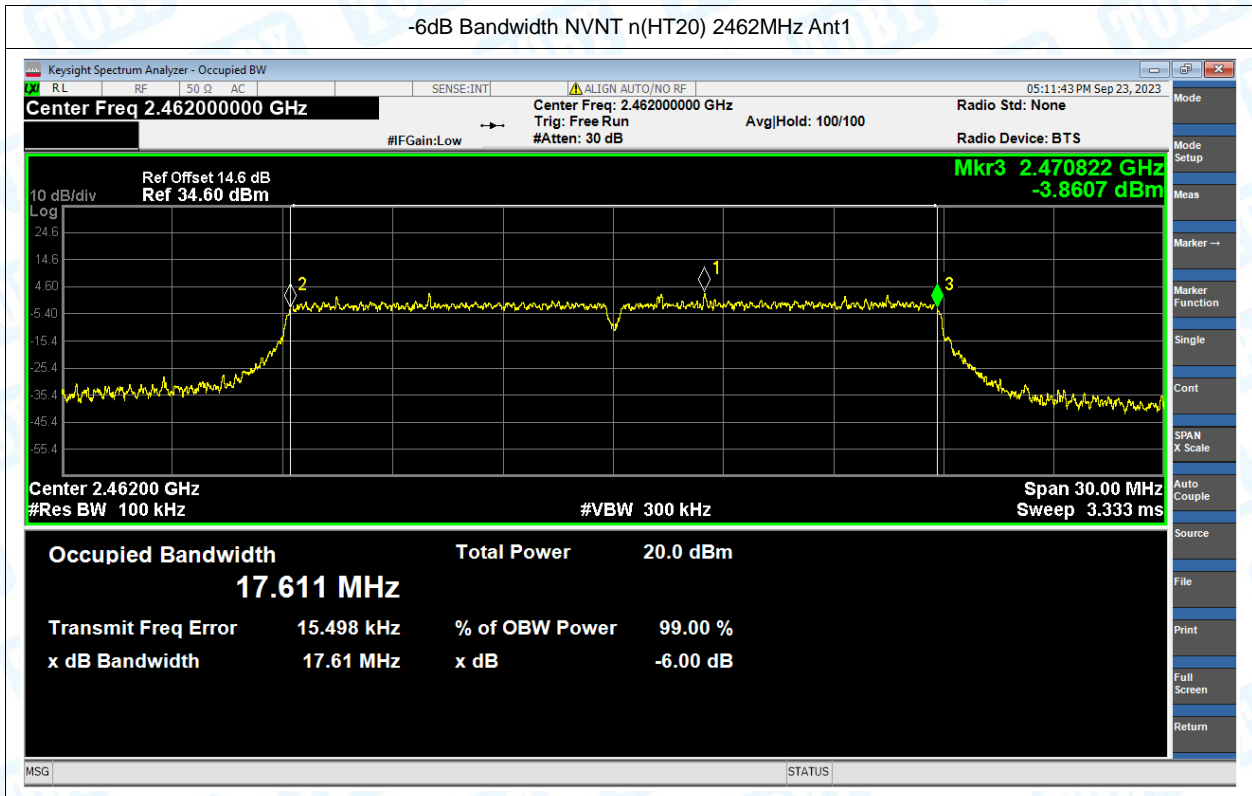 -6dB Bandwidth NVNT n(HT20) 2462MHz Ant1
Keysight Spectrum Analyzer - Occupied BW
LXI RL RF 50 Ω AC SENSE:INT ALIGN AUTO/NO RF 05:11:43 PM Sep 23, 2023
Center Freq 2.462000000 GHz
Center Freq: 2.462000000 GHz
Radio Std: None
Trig: Free Run
Avg|Hold: 100/100
#IFGain:Low
#Atten: 30 dB
Radio Device: BTS
Mkr3 2.470822 GHz
-3.8607 dBm
Ref Offset 14.6 dB
10 dB/div Ref 34.60 dBm
Log
24.6
14.6
4.60
-5.40
-15.4
-25.4
-35.4
-45.4
-55.4
2
1
3
Center 2.46200 GHz
Span 30.00 MHz
#Res BW 100 kHz
#VBW 300 kHz
Sweep 3.333 ms
Occupied Bandwidth
17.611 MHz
Total Power 20.0 dBm
Transmit Freq Error 15.498 kHz
% of OBW Power 99.00 %
x dB Bandwidth 17.61 MHz
x dB -6.00 dB
Mode
Mode
Setup
Meas
Marker→
Marker
Function
Single
Cont
SPAN
X Scale
Auto
Couple
Source
File
Print
Full
Screen
Return
MSG
STATUS
TOBY